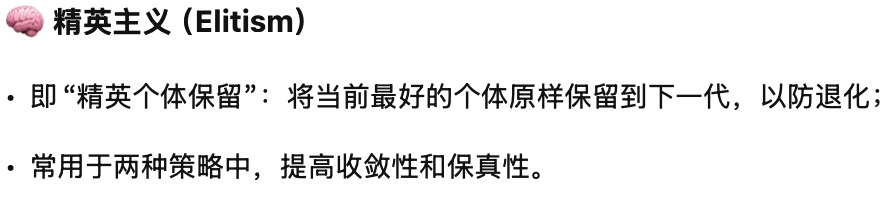 🧠 精英主义（Elitism）
• 即 “精英个体保留”：将当前最好的个体原样保留到下一代，以防退化；
• 常用于两种策略中，提高收敛性和保真性。